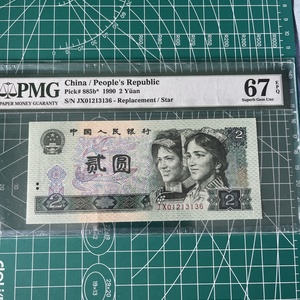 PMG
PAPER MONEY GUARANTY
China / People's Republic
Pick# 885b* 1990 2 Yüan
S/N JX01213136 - Replacement / Star
67 EPQ
Superb Gem Unc
中国人民银行
2
贰圆
2
JX01213136